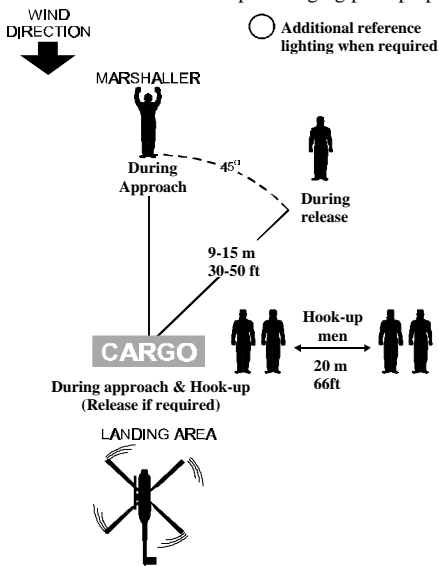 WIND
DIRECTION
Additional reference
lighting when required
MARSHALLER
During
Approach
45°
During
release
9-15 m
30-50 ft
CARGO
Hook-up
men
20 m
66ft
During approach & Hook-up
(Release if required)
LANDING AREA